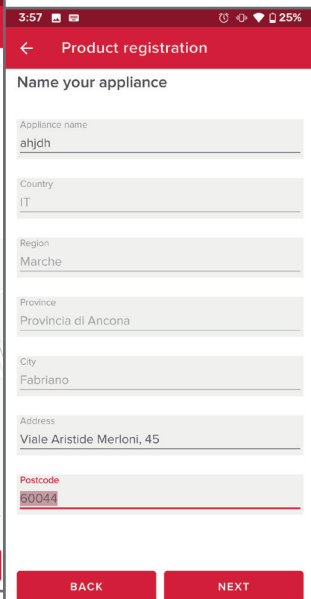 3:57 25%
Product registration
Name your appliance
Appliance name
ahjdh
Country
IT
Region
Marche
Province
Provincia di Ancona
City
Fabriano
Address
Viale Aristide Merloni, 45
Postcode
60044
BACK NEXT